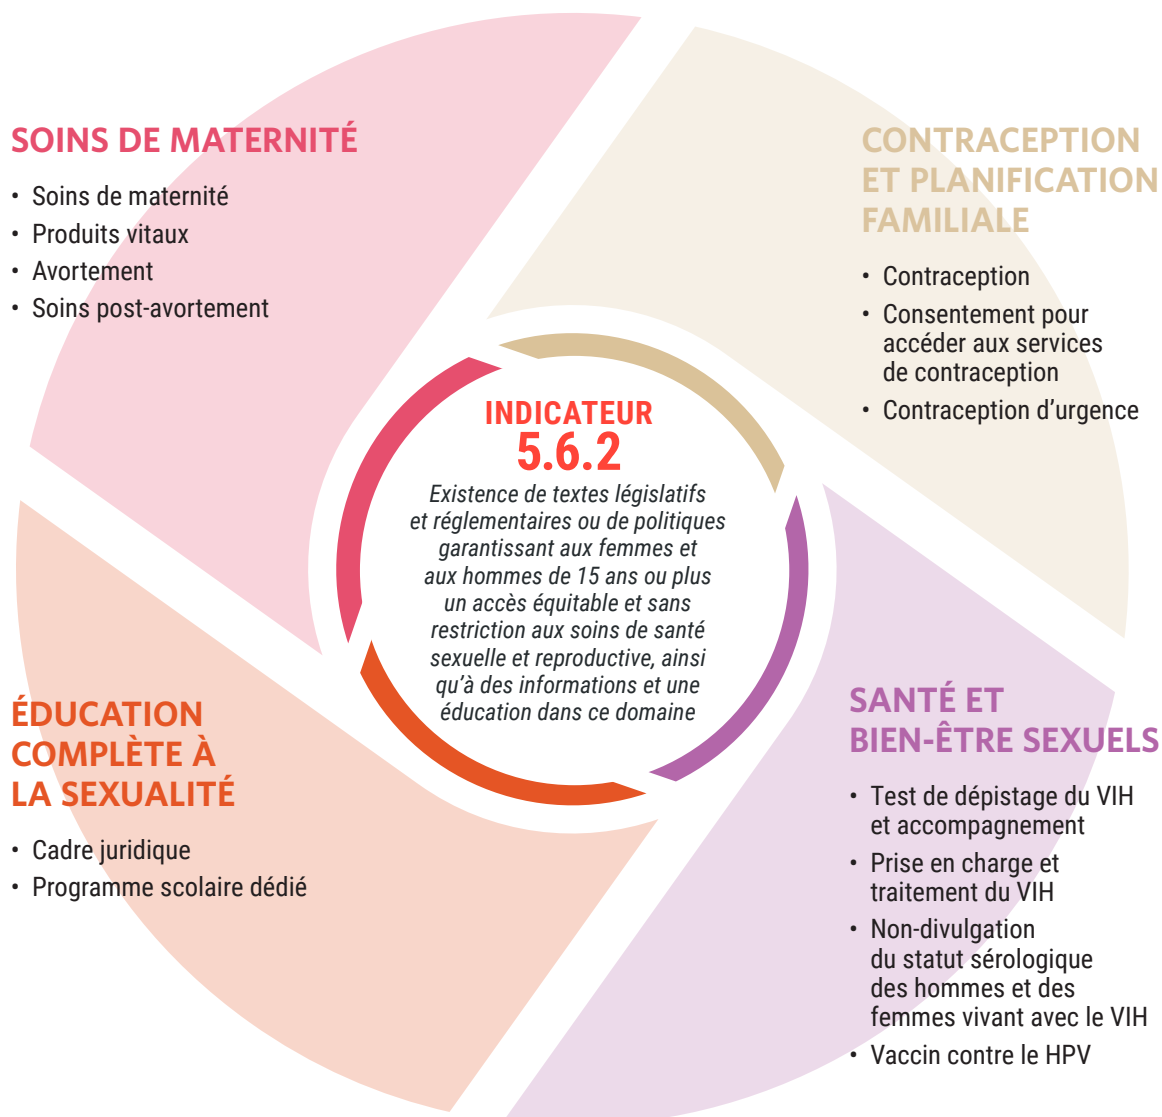 SOINS DE MATERNITÉ
• Soins de maternité
• Produits vitaux
• Avortement
• Soins post-avortement
CONTRACEPTION
ET PLANIFICATION
FAMILIALE
• Contraception
• Consentement pour
accéder aux services
de contraception
• Contraception d’urgence
INDICATEUR
5.6.2
Existence de textes législatifs
et réglementaires ou de politiques
garantissant aux femmes et
aux hommes de 15 ans ou plus
un accès équitable et sans
restriction aux soins de santé
sexuelle et reproductive, ainsi
qu’à des informations et une
éducation dans ce domaine
ÉDUCATION
COMPLÈTE À
LA SEXUALITÉ
• Cadre juridique
• Programme scolaire dédié
SANTÉ ET
BIEN-ÊTRE SEXUELS
• Test de dépistage du VIH
et accompagnement
• Prise en charge et
traitement du VIH
• Non-divulgation
du statut sérologique
des hommes et des
femmes vivant avec le VIH
• Vaccin contre le HPV